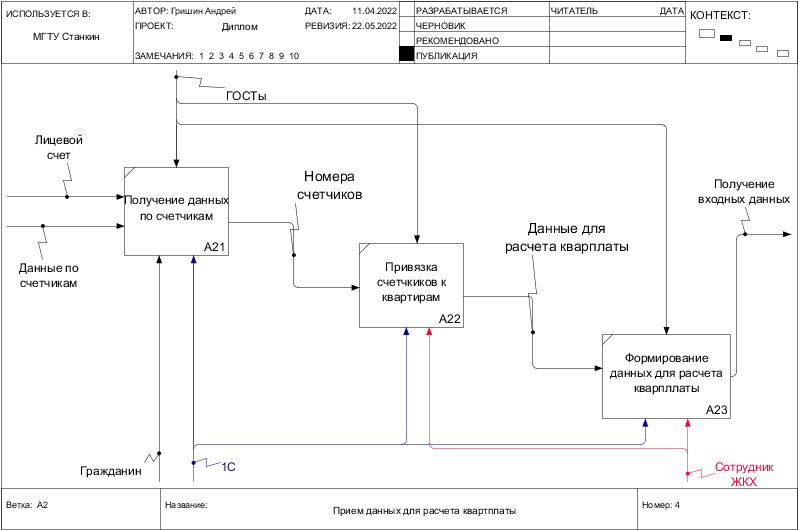 ИСПОЛЬЗУЕТСЯ В:
МГТУ Станкин
АВТОР: Гришин Андрей
ДАТА: 11.04.2022
ПРОЕКТ: Диплом
РЕВИЗИЯ: 22.05.2022
ЗАМЕЧАНИЯ: 1 2 3 4 5 6 7 8 9 10
РАЗРАБАТЫВАЕТСЯ
ЧЕРНОВИК
РЕКОМЕНДОВАНО
ПУБЛИКАЦИЯ
ЧИТАТЕЛЬ ДАТА
КОНТЕКСТ:
ГОСТы
Лицевой
счет
Данные по
счетчикам
Получение данных
по счетчикам
A21
Номера
счетчиков
Привязка
счетчкиков к
квартирам
A22
Данные для
расчета кварплаты
Формирование
данных для расчета
кварпллаты
A23
Получение
входных данных
Гражданин
1С
Сотрудник
ЖКХ
Ветка: A2
Название:
Прием данных для расчета квартплаты
Номер: 4